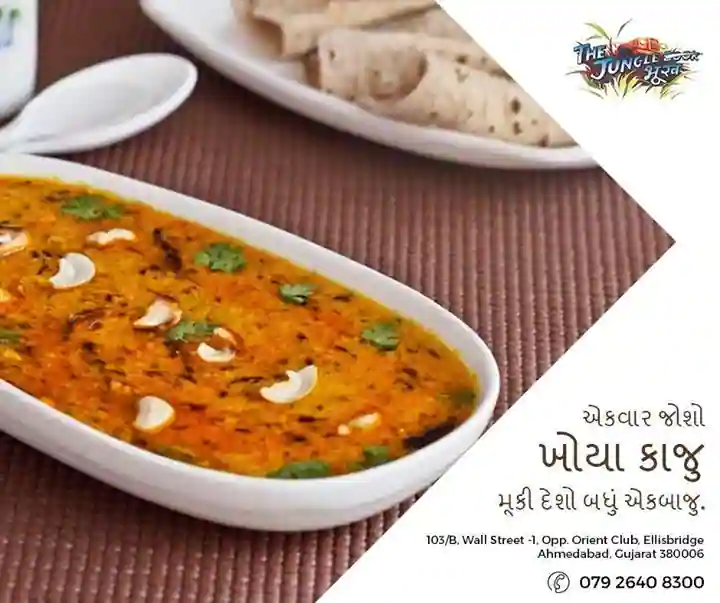 THE
JUNGLE
ભૂરત
એકવાર જોશો
ખોયા કાજુ
મૂકી દેશો બધું એકબાજુ.
103/B, Wall Street -1, Opp. Orient Club, Ellisbridge
Ahmedabad, Gujarat 380006
079 2640 8300